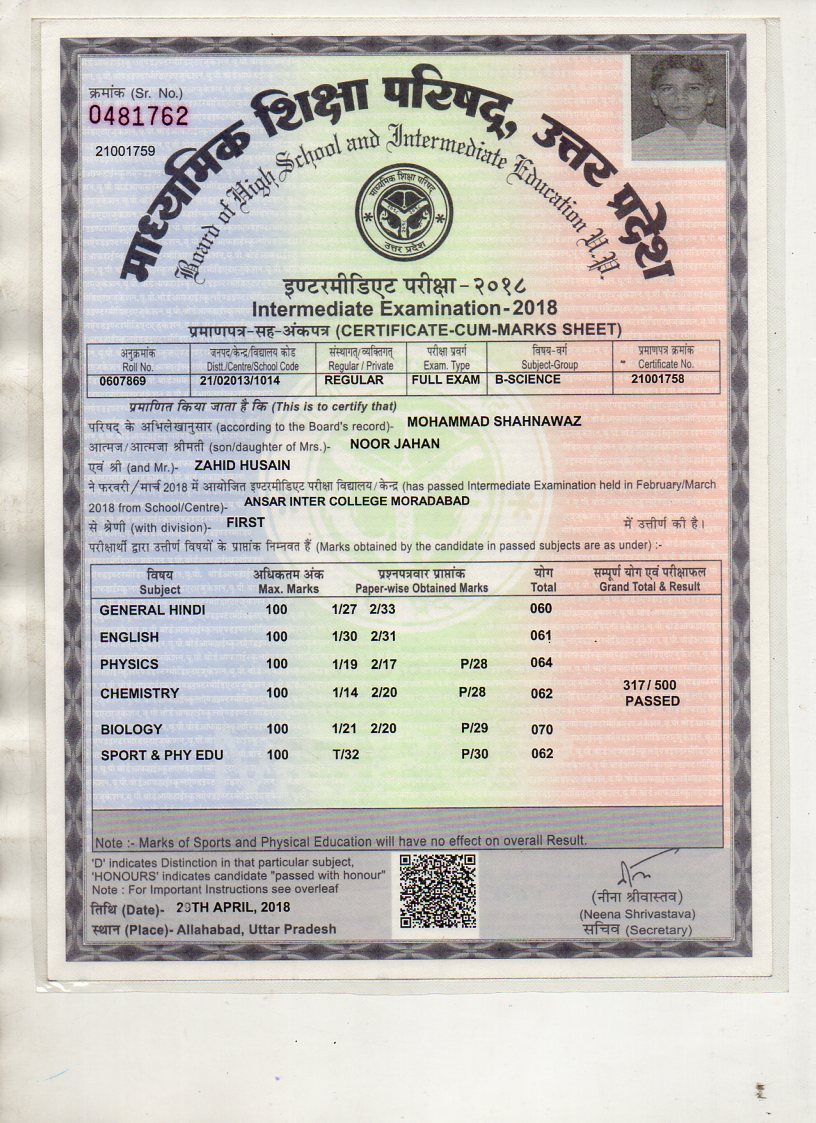 क्रमांक (Sr. No.)
0481762
21001759
माध्यमिक शिक्षा परिषद्, उत्तर प्रदेश
Board of High School and Intermediate Education U.P.
माध्यमिक शिक्षा परिषद्
उत्तर प्रदेश
इण्टरमीडिएट परीक्षा-२०१८
Intermediate Examination-2018
प्रमाणपत्र-सह-अंकपत्र (CERTIFICATE-CUM-MARKS SHEET)
अनुक्रमांक जनपद/केन्द्र/विद्यालय कोड संस्थागत/व्यक्तिगत परीक्षा प्रवर्ग विषय-वर्ग प्रमाणपत्र क्रमांक
Roll No. Distt./Centre/School Code Regular / Private Exam. Type Subject-Group Certificate No.
0607869 21/02013/1014 REGULAR FULL EXAM B-SCIENCE 21001758
प्रमाणित किया जाता है कि (This is to certify that)
परिषद् के अभिलेखानुसार (according to the Board's record)- MOHAMMAD SHAHNAWAZ
आत्मज/आत्मजा श्रीमती (son/daughter of Mrs.)- NOOR JAHAN
एवं श्री (and Mr.)- ZAHID HUSAIN
ने फरवरी/मार्च 2018 में आयोजित इण्टरमीडिएट परीक्षा विद्यालय/केन्द्र (has passed Intermediate Examination held in February/March
2018 from School/Centre)- ANSAR INTER COLLEGE MORADABAD
से श्रेणी (with division)- FIRST में उत्तीर्ण की है।
परीक्षार्थी द्वारा उत्तीर्ण विषयों के प्राप्तांक निम्नवत हैं (Marks obtained by the candidate in passed subjects are as under) :-
विषय अधिकतम अंक प्रश्नपत्रवार प्राप्तांक योग सम्पूर्ण योग एवं परीक्षाफल
Subject Max. Marks Paper-wise Obtained Marks Total Grand Total & Result
GENERAL HINDI 100 1/27 2/33 060
ENGLISH 100 1/30 2/31 061
PHYSICS 100 1/19 2/17 P/28 064
CHEMISTRY 100 1/14 2/20 P/28 062 317/ 500
PASSED
BIOLOGY 100 1/21 2/20 P/29 070
SPORT & PHY EDU 100 T/32 P/30 062
Note :- Marks of Sports and Physical Education will have no effect on overall Result.
'D' indicates Distinction in that particular subject,
'HONOURS' indicates candidate "passed with honour"
Note : For Important Instructions see overleaf
तिथि (Date)- 29TH APRIL, 2018
स्थान (Place)- Allahabad, Uttar Pradesh
(नीना श्रीवास्तव)
(Neena Shrivastava)
सचिव (Secretary)